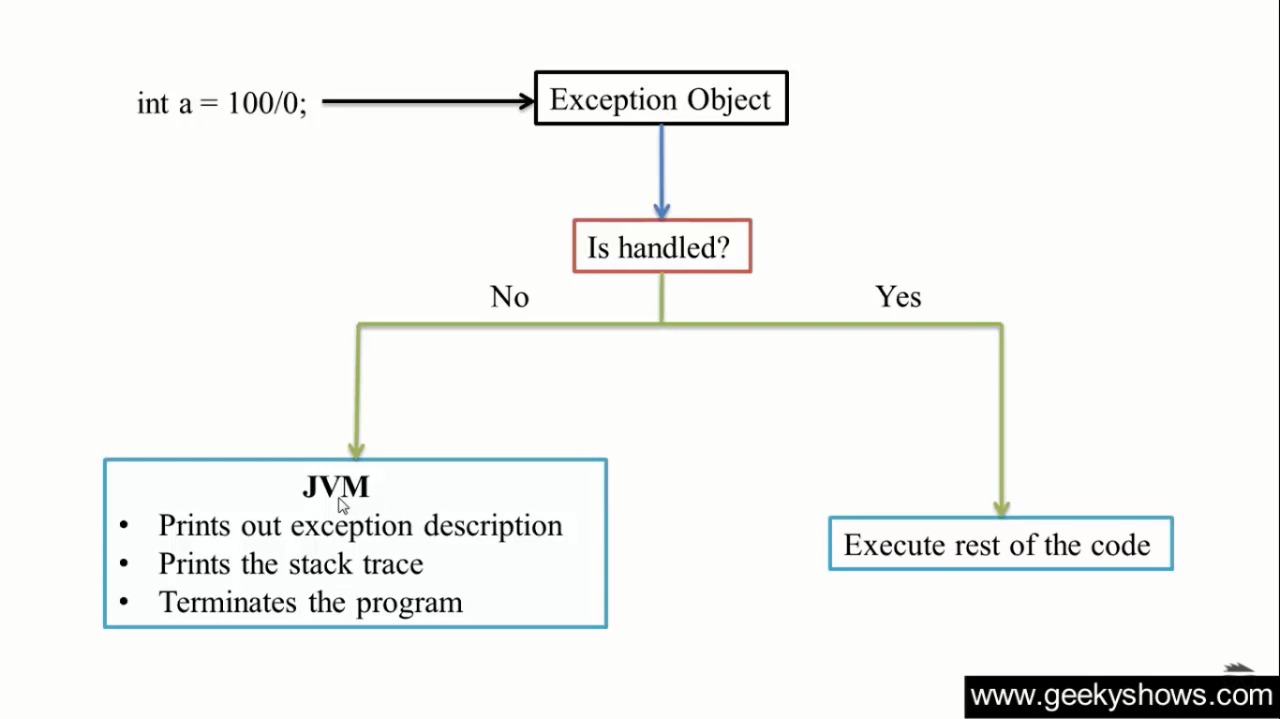 int a = 100/0;
Exception Object
Is handled?
No
Yes
JVM
• Prints out exception description
• Prints the stack trace
• Terminates the program
Execute rest of the code
www.geekyshows.com